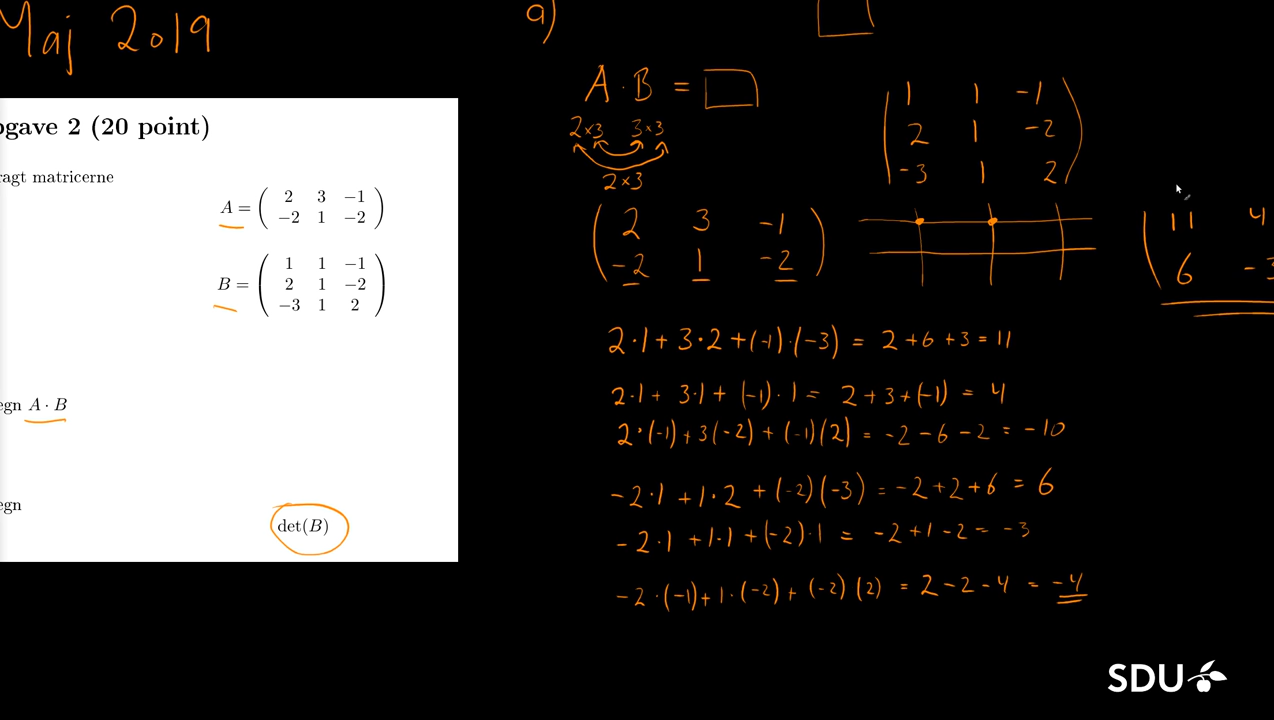 Maj 2019
ogave 2 (20 point)
ragt matricerne
A = ( 2 3 −1
−2 1 −2 )
B = ( 1 1 −1
2 1 −2
−3 1 2 )
egn A · B
egn
det(B)
a)
A · B =
2×3 3×3
2×3
1 1 -1
2 1 -2
-3 1 2
2 3 -1
-2 1 -2
11 4
6 -3
2·1 + 3·2 + (-1)·(-3) = 2 + 6 + 3 = 11
2·1 + 3·1 + (-1)·1 = 2 + 3 + (-1) = 4
2·(-1) + 3(-2) + (-1)(2) = -2 - 6 - 2 = -10
-2·1 + 1·2 + (-2)(-3) = -2 + 2 + 6 = 6
-2·1 + 1·1 + (-2)·1 = -2 + 1 - 2 = -3
-2·(-1) + 1·(-2) + (-2)(2) = 2 - 2 - 4 = -4
SDU